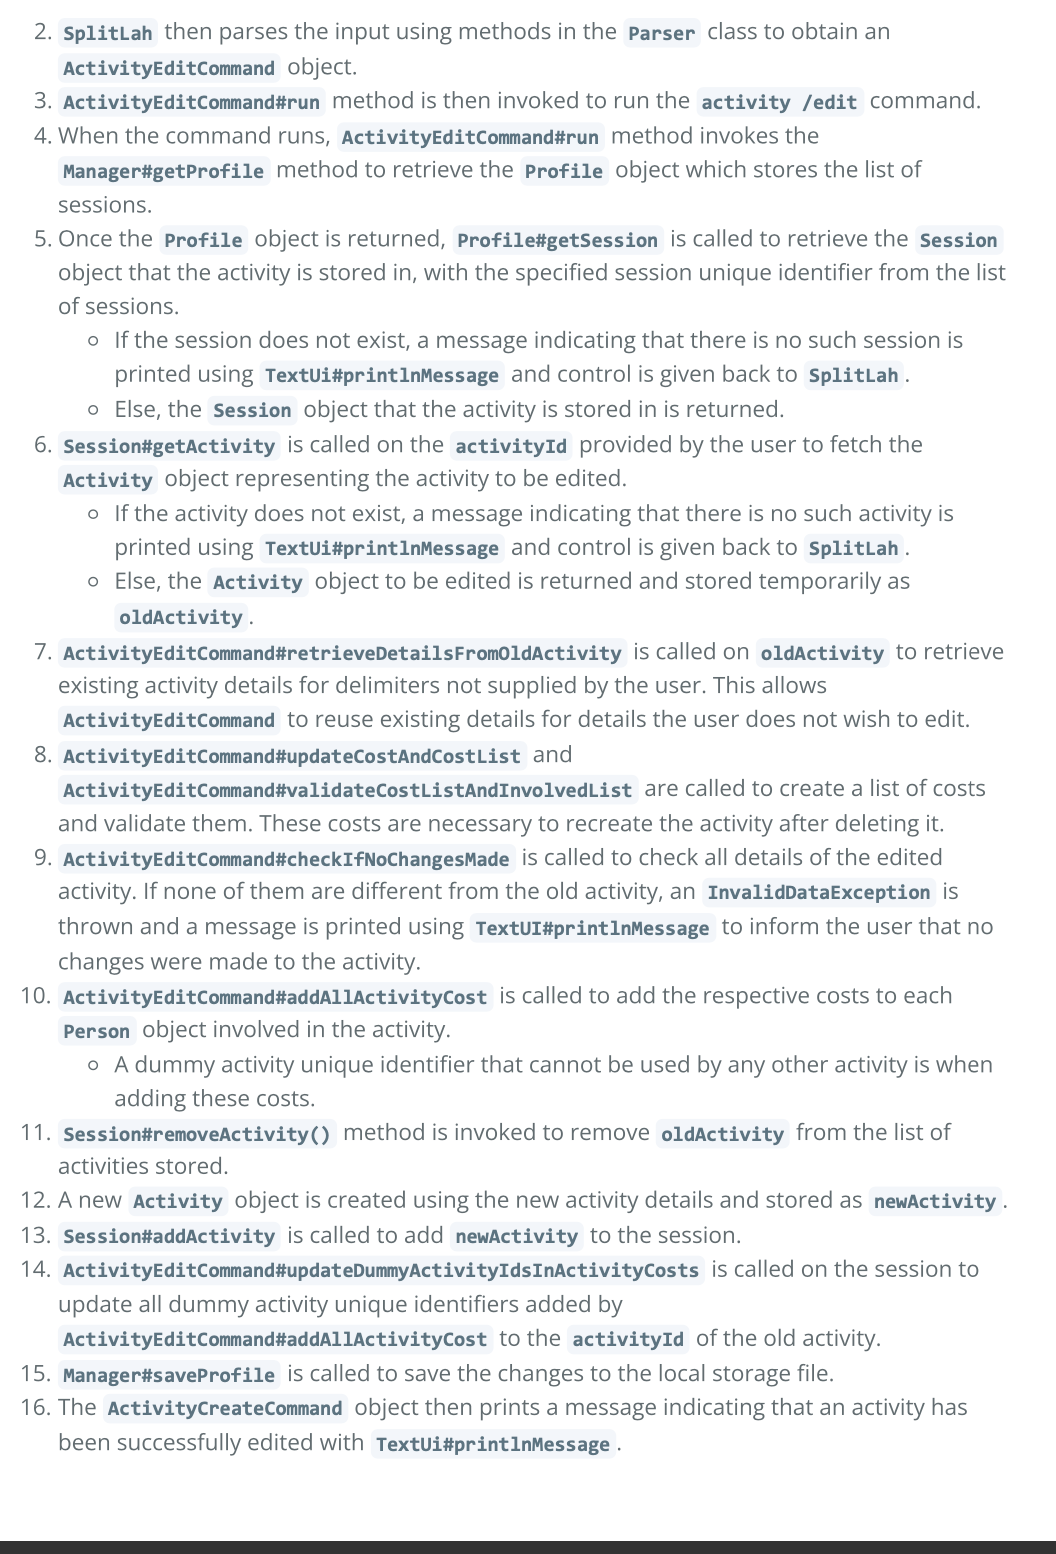 2. SplitLah then parses the input using methods in the Parser class to obtain an
ActivityEditCommand object.
3. ActivityEditCommand#run method is then invoked to run the activity /edit command.
4. When the command runs, ActivityEditCommand#run method invokes the
Manager#getProfile method to retrieve the Profile object which stores the list of
sessions.
5. Once the Profile object is returned, Profile#getSession is called to retrieve the Session
object that the activity is stored in, with the specified session unique identifier from the list
of sessions.
○ If the session does not exist, a message indicating that there is no such session is
printed using TextUi#printlnMessage and control is given back to SplitLah.
○ Else, the Session object that the activity is stored in is returned.
6. Session#getActivity is called on the activityId provided by the user to fetch the
Activity object representing the activity to be edited.
○ If the activity does not exist, a message indicating that there is no such activity is
printed using TextUi#printlnMessage and control is given back to SplitLah.
○ Else, the Activity object to be edited is returned and stored temporarily as
oldActivity.
7. ActivityEditCommand#retrieveDetailsFromOldActivity is called on oldActivity to retrieve
existing activity details for delimiters not supplied by the user. This allows
ActivityEditCommand to reuse existing details for details the user does not wish to edit.
8. ActivityEditCommand#updateCostAndCostList and
ActivityEditCommand#validateCostListAndInvolvedList are called to create a list of costs
and validate them. These costs are necessary to recreate the activity after deleting it.
9. ActivityEditCommand#checkIfNoChangesMade is called to check all details of the edited
activity. If none of them are different from the old activity, an InvalidDataException is
thrown and a message is printed using TextUI#printlnMessage to inform the user that no
changes were made to the activity.
10. ActivityEditCommand#addAllActivityCost is called to add the respective costs to each
Person object involved in the activity.
○ A dummy activity unique identifier that cannot be used by any other activity is when
adding these costs.
11. Session#removeActivity() method is invoked to remove oldActivity from the list of
activities stored.
12. A new Activity object is created using the new activity details and stored as newActivity.
13. Session#addActivity is called to add newActivity to the session.
14. ActivityEditCommand#updateDummyActivityIdsInActivityCosts is called on the session to
update all dummy activity unique identifiers added by
ActivityEditCommand#addAllActivityCost to the activityId of the old activity.
15. Manager#saveProfile is called to save the changes to the local storage file.
16. The ActivityCreateCommand object then prints a message indicating that an activity has
been successfully edited with TextUi#printlnMessage.